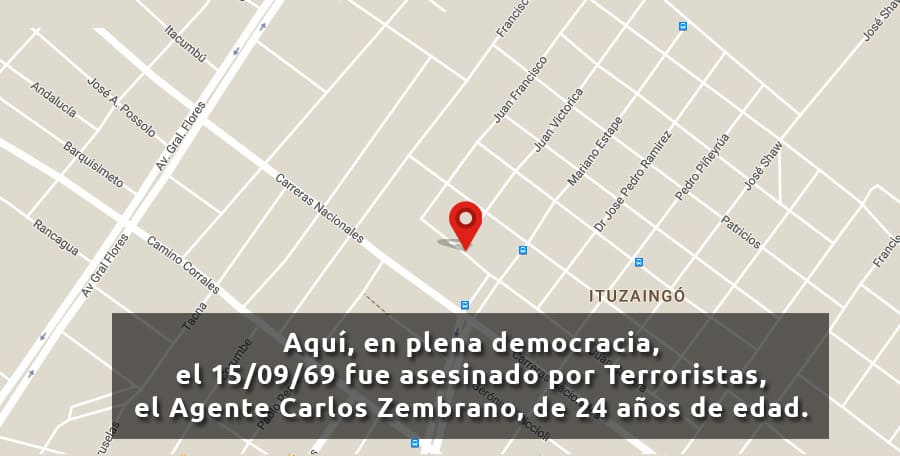 José Shaw
Francisco
Itacumbú
Juan Francisco
José A. Possolo
Andalucía
Juan Victorica
Av. Gral. Flores
Mariano Estape
Dr Jose Pedro Ramirez
Pedro Piñeyrúa
José Shaw
Barquisimeto
Carreras Nacionales
Rancagua
Patricios
Francis
Av Gral Flores
Camino Corrales
ITUZAINGÓ
Tacna
Aquí, en plena democracia,
el 15/09/69 fue asesinado por Terroristas,
el Agente Carlos Zembrano, de 24 años de edad.